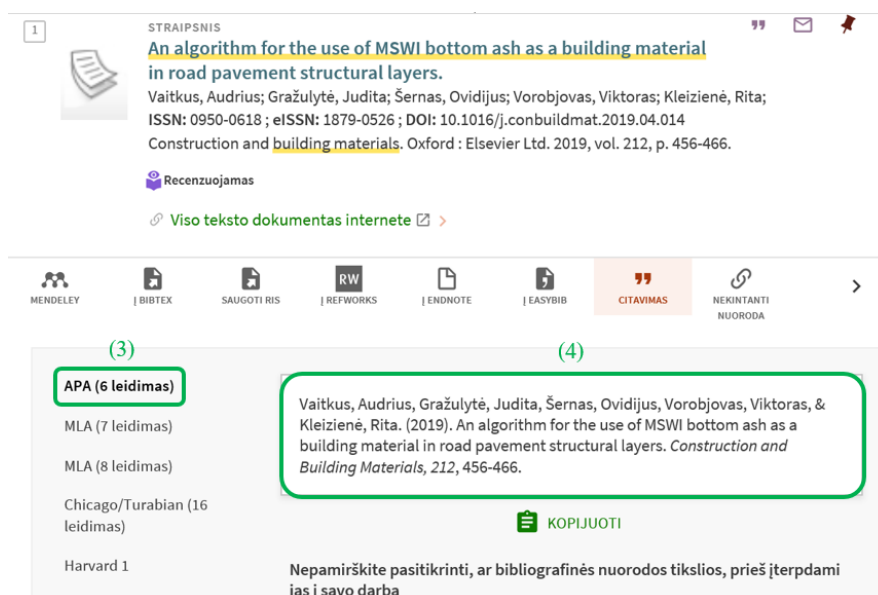 1
STRAIPSNIS
An algorithm for the use of MSWI bottom ash as a building material
in road pavement structural layers.
Vaitkus, Audrius; Gražulytė, Judita; Šernas, Ovidijus; Vorobjovas, Viktoras; Kleizienė, Rita;
ISSN: 0950-0618 ; eISSN: 1879-0526 ; DOI: 10.1016/j.conbuildmat.2019.04.014
Construction and building materials. Oxford : Elsevier Ltd. 2019, vol. 212, p. 456-466.
Recenzuojamas
Viso teksto dokumentas internete
MENDELEY
Į BIBTEX
SAUGOTI RIS
RW
Į REFWORKS
Į ENDNOTE
Į EASYBIB
CITAVIMAS
NEKINTANTI
NUORODA
(3)
(4)
APA (6 leidimas)
MLA (7 leidimas)
MLA (8 leidimas)
Chicago/Turabian (16
leidimas)
Harvard 1
Vaitkus, Audrius, Gražulytė, Judita, Šernas, Ovidijus, Vorobjovas, Viktoras, &
Kleizienė, Rita. (2019). An algorithm for the use of MSWI bottom ash as a
building material in road pavement structural layers. Construction and
Building Materials, 212, 456-466.
KOPIJUOTI
Nepamirškite pasitikrinti, ar bibliografinės nuorodos tikslios, prieš įterpdami
jas į savo darbą